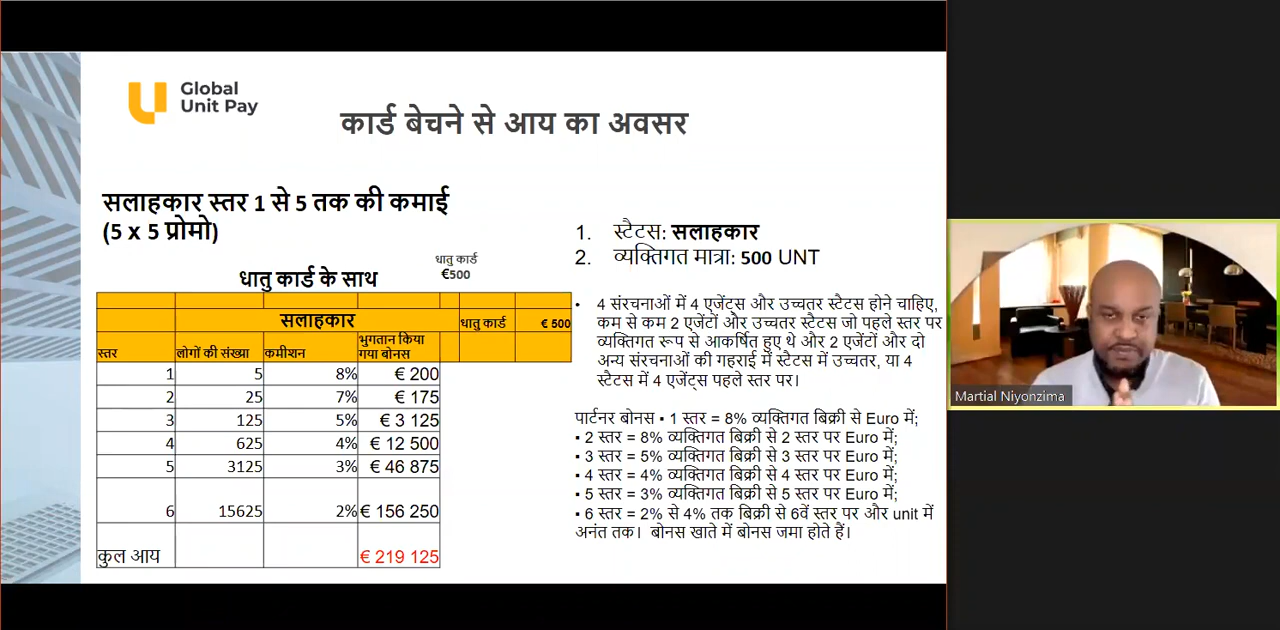 Global
Unit Pay
कार्ड बेचने से आय का अवसर
सलाहकार स्तर 1 से 5 तक की कमाई
(5 x 5 प्रोमो)
धातु कार्ड
€500
धातु कार्ड के साथ
सलाहकार धातु कार्ड € 500
स्तर लोगों की संख्या कमीशन भुगतान किया
गया बोनस
1 5 8% € 200
2 25 7% € 175
3 125 5% € 3 125
4 625 4% € 12 500
5 3125 3% € 46 875
6 15625 2% € 156 250
कुल आय € 219 125
1. स्टैटस: सलाहकार
2. व्यक्तिगत मात्रा: 500 UNT
• 4 संरचनाओं में 4 एजेंट्स और उच्चतर स्टैटस होने चाहिए,
कम से कम 2 एजेंटों और उच्चतर स्टैटस जो पहले स्तर पर
व्यक्तिगत रूप से आकर्षित हुए थे और 2 एजेंटों और दो
अन्य संरचनाओं की गहराई में स्टैटस में उच्चतर, या 4
स्टैटस में 4 एजेंट्स पहले स्तर पर।
पार्टनर बोनस ▪ 1 स्तर = 8% व्यक्तिगत बिक्री से Euro में;
▪ 2 स्तर = 8% व्यक्तिगत बिक्री से 2 स्तर पर Euro में;
▪ 3 स्तर = 5% व्यक्तिगत बिक्री से 3 स्तर पर Euro में;
▪ 4 स्तर = 4% व्यक्तिगत बिक्री से 4 स्तर पर Euro में;
▪ 5 स्तर = 3% व्यक्तिगत बिक्री से 5 स्तर पर Euro में;
▪ 6 स्तर = 2% से 4% तक बिक्री से 6वें स्तर पर और unit में
अनंत तक। बोनस खाते में बोनस जमा होते हैं।
Martial Niyonzima